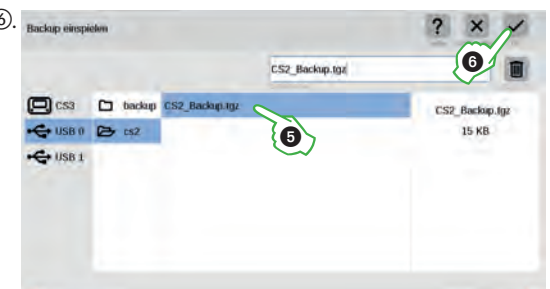 6.
Backup einspielen
?
CS2_Backup.tgz
6
CS3
backup
CS2_Backup.tgz
CS2_Backup.tgz
USB 0
cs2
5
15 KB
USB 1